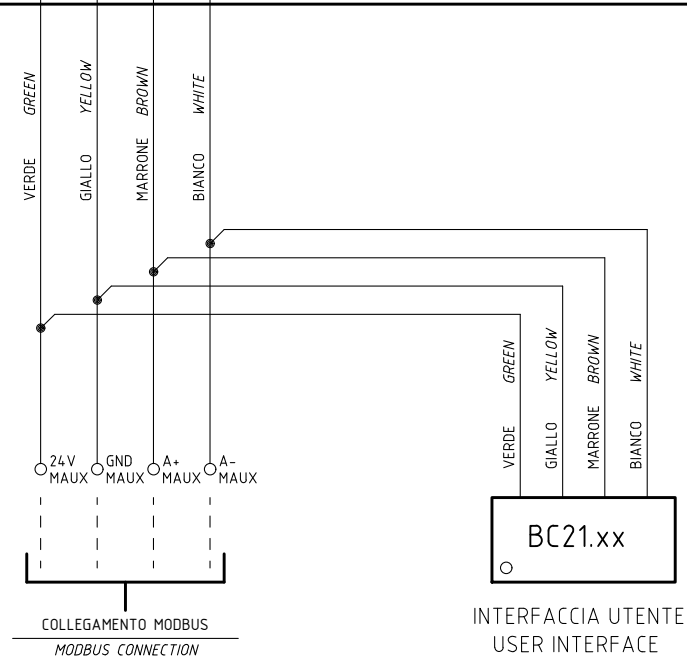 VERDE GREEN
GIALLO YELLOW
MARRONE BROWN
BIANCO WHITE
VERDE GREEN
GIALLO YELLOW
MARRONE BROWN
BIANCO WHITE
24V
MAUX
GND
MAUX
A+
MAUX
A-
MAUX
BC21.xx
COLLEGAMENTO MODBUS
MODBUS CONNECTION
INTERFACCIA UTENTE
USER INTERFACE